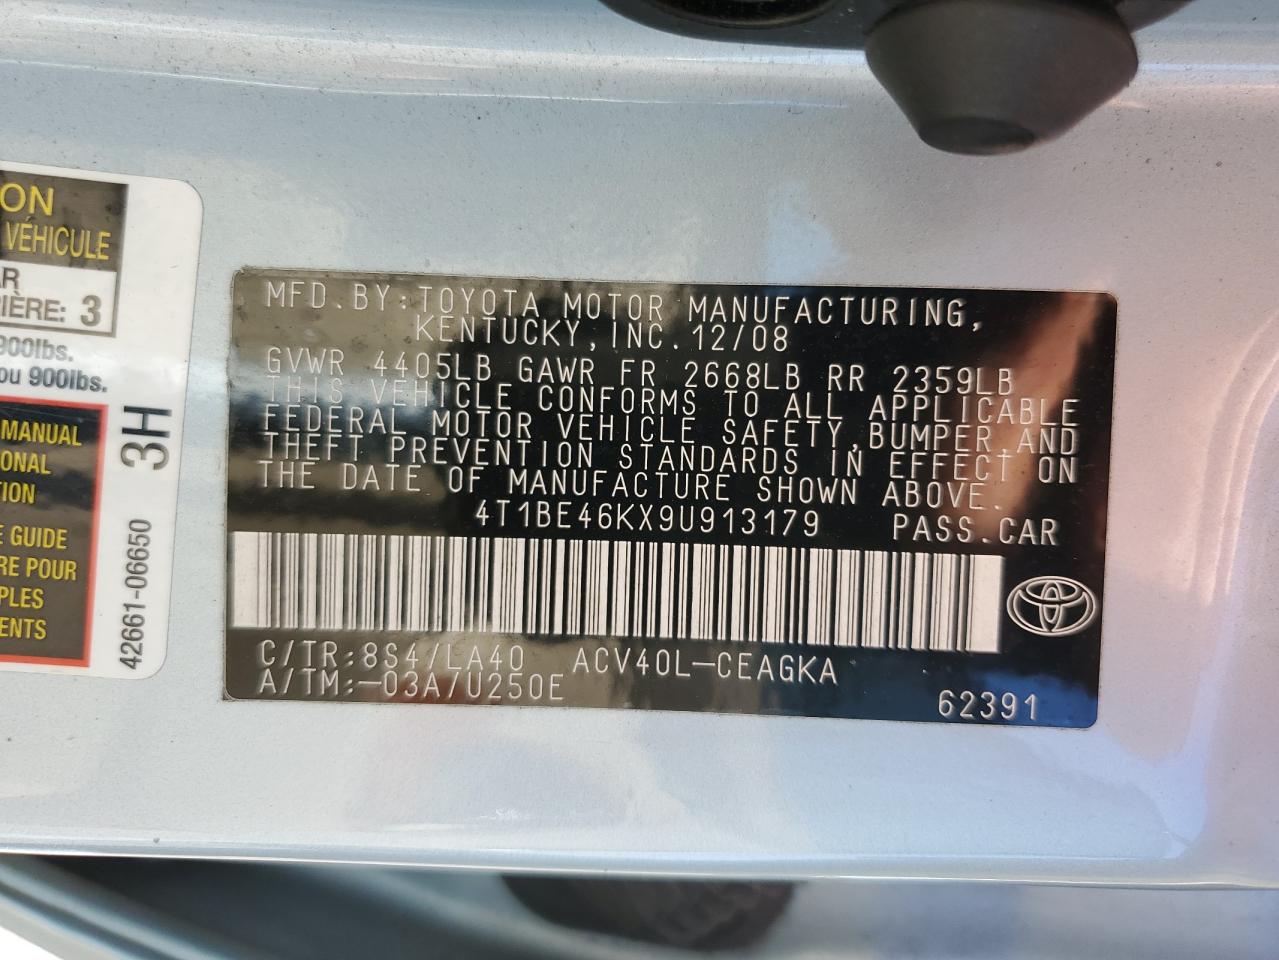 ON
VÉHICULE
AR
RIÈRE: 3
900lbs.
ou 900lbs.
MANUAL
IONAL
TION
E GUIDE
RE POUR
PLES
ENTS
3H
42661-06650
MFD.BY:TOYOTA MOTOR MANUFACTURING,
KENTUCKY,INC. 12/08
GVWR 4405LB GAWR FR 2668LB RR 2359LB
THIS VEHICLE CONFORMS TO ALL APPLICABLE
FEDERAL MOTOR VEHICLE SAFETY,BUMPER AND
THEFT PREVENTION STANDARDS IN EFFECT ON
THE DATE OF MANUFACTURE SHOWN ABOVE.
4T1BE46KX9U913179 PASS.CAR
C/TR:8S4/LA40 ACV40L-CEAGKA
A/TM:-03A/U250E
62391